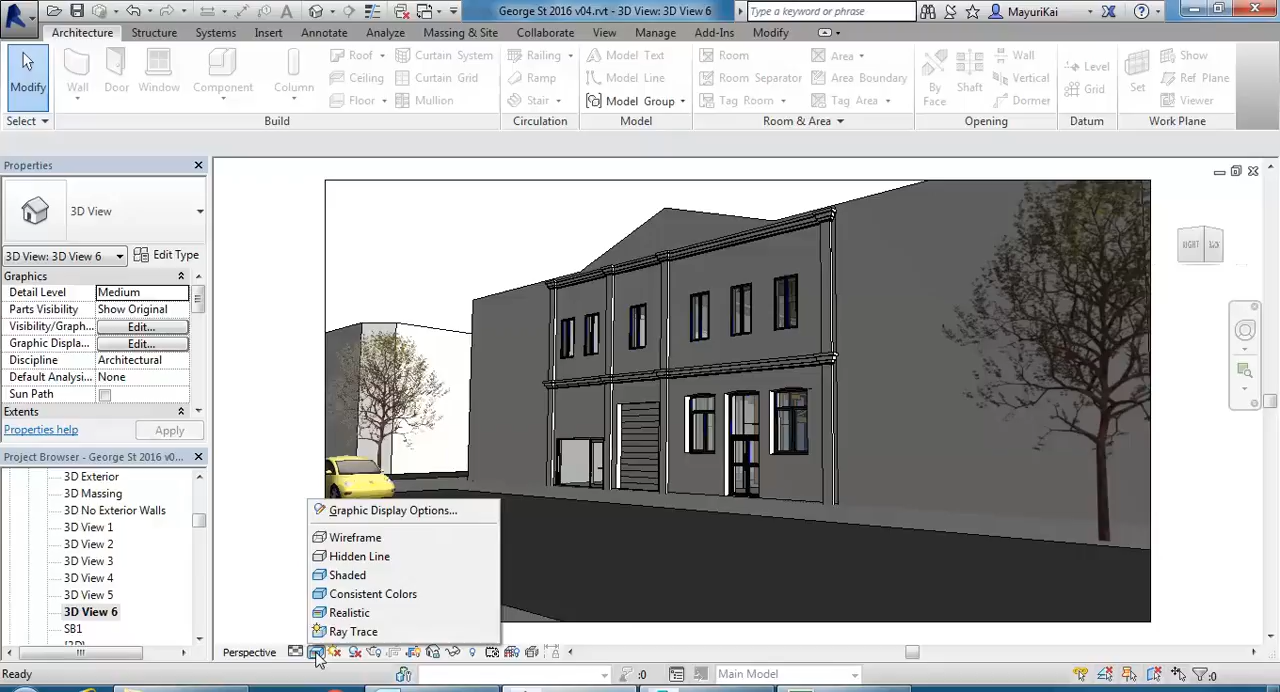 George St 2016 v04.rvt - 3D View: 3D View 6
Type a keyword or phrase
MayuriKai
Architecture Structure Systems Insert Annotate Analyze Massing & Site Collaborate View Manage Add-Ins Modify
Modify
Wall Door Window Component Column
Roof Curtain System
Ceiling Curtain Grid
Floor Mullion
Railing
Ramp
Stair
Model Text
Model Line
Model Group
Room Area
Room Separator Area Boundary
Tag Room Tag Area
By Face Shaft
Wall
Vertical
Dormer
Level
Grid
Set
Show
Ref Plane
Viewer
Select Build Circulation Model Room & Area Opening Datum Work Plane
Properties
3D View
3D View: 3D View 6 Edit Type
Graphics
Detail Level Medium
Parts Visibility Show Original
Visibility/Graph... Edit...
Graphic Displa... Edit...
Discipline Architectural
Default Analysi... None
Sun Path
Extents
Properties help Apply
Project Browser - George St 2016 v0...
3D Exterior
3D Massing
3D No Exterior Walls
3D View 1
3D View 2
3D View 3
3D View 4
3D View 5
3D View 6
SB1
RIGHT
Graphic Display Options...
Wireframe
Hidden Line
Shaded
Consistent Colors
Realistic
Ray Trace
Perspective
Ready
:0
Main Model
:0